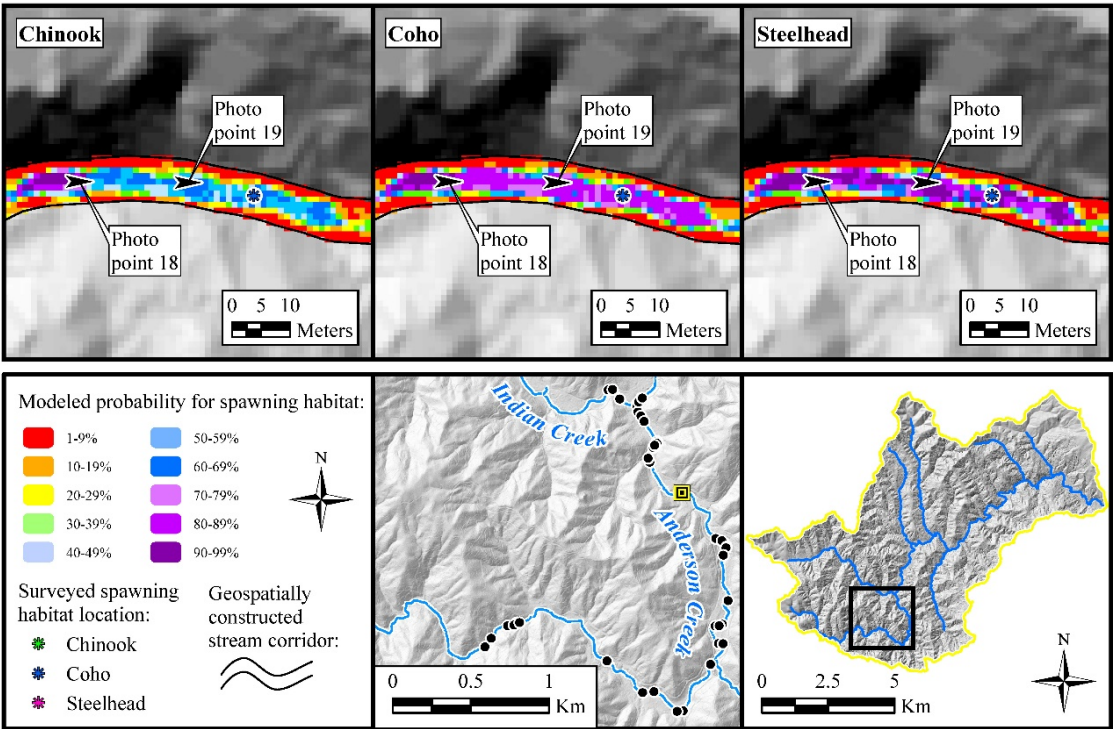 Chinook
Photo
point 19
Photo
point 18
0 5 10
Meters
Coho
Photo
point 19
Photo
point 18
0 5 10
Meters
Steelhead
Photo
point 19
Photo
point 18
0 5 10
Meters
Modeled probability for spawning habitat:
1-9%
10-19%
20-29%
30-39%
40-49%
50-59%
60-69%
70-79%
80-89%
90-99%
N
Surveyed spawning
habitat location:
Chinook
Coho
Steelhead
Geospatially
constructed
stream corridor:
Indian Creek
Anderson Creek
0 0.5 1
Km
N
0 2.5 5
Km